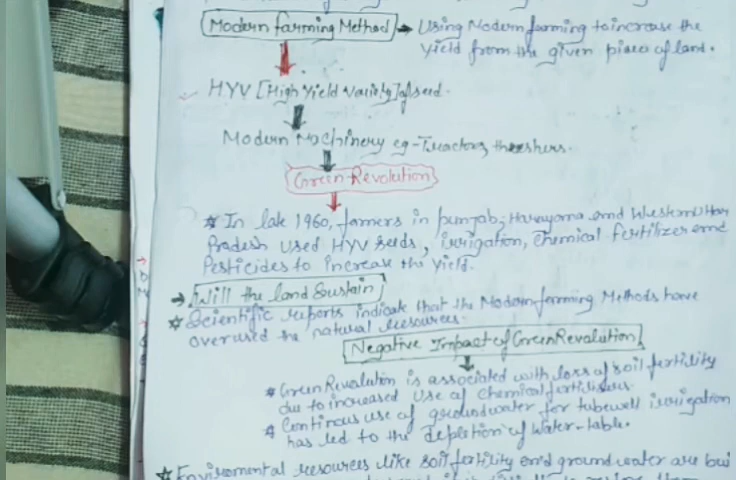 Modern farming Method → Using Modern farming to increase the
yield from the given piece of land.
HYV [High Yield Variety] of seed.
Modern Machinery eg - Tractors, threshers.
Green Revolution
* In late 1960, farmers in punjab, Haryana and Western Uttar
Pradesh used HYV seeds, irrigation, chemical fertilizer and
Pesticides to increase the yield.
→ Will the land Sustain
* Scientific reports indicate that the Modern farming Methods have
overused the natural resources.
Negative Impact of Green Revolution
* Green Revolution is associated with loss of soil fertility
due to increased use of chemical fertilisers.
* Continous use of groundwater for tubewell irrigation
has led to the depletion of water-table.
* Enviromental resources like soil fertility and ground water are